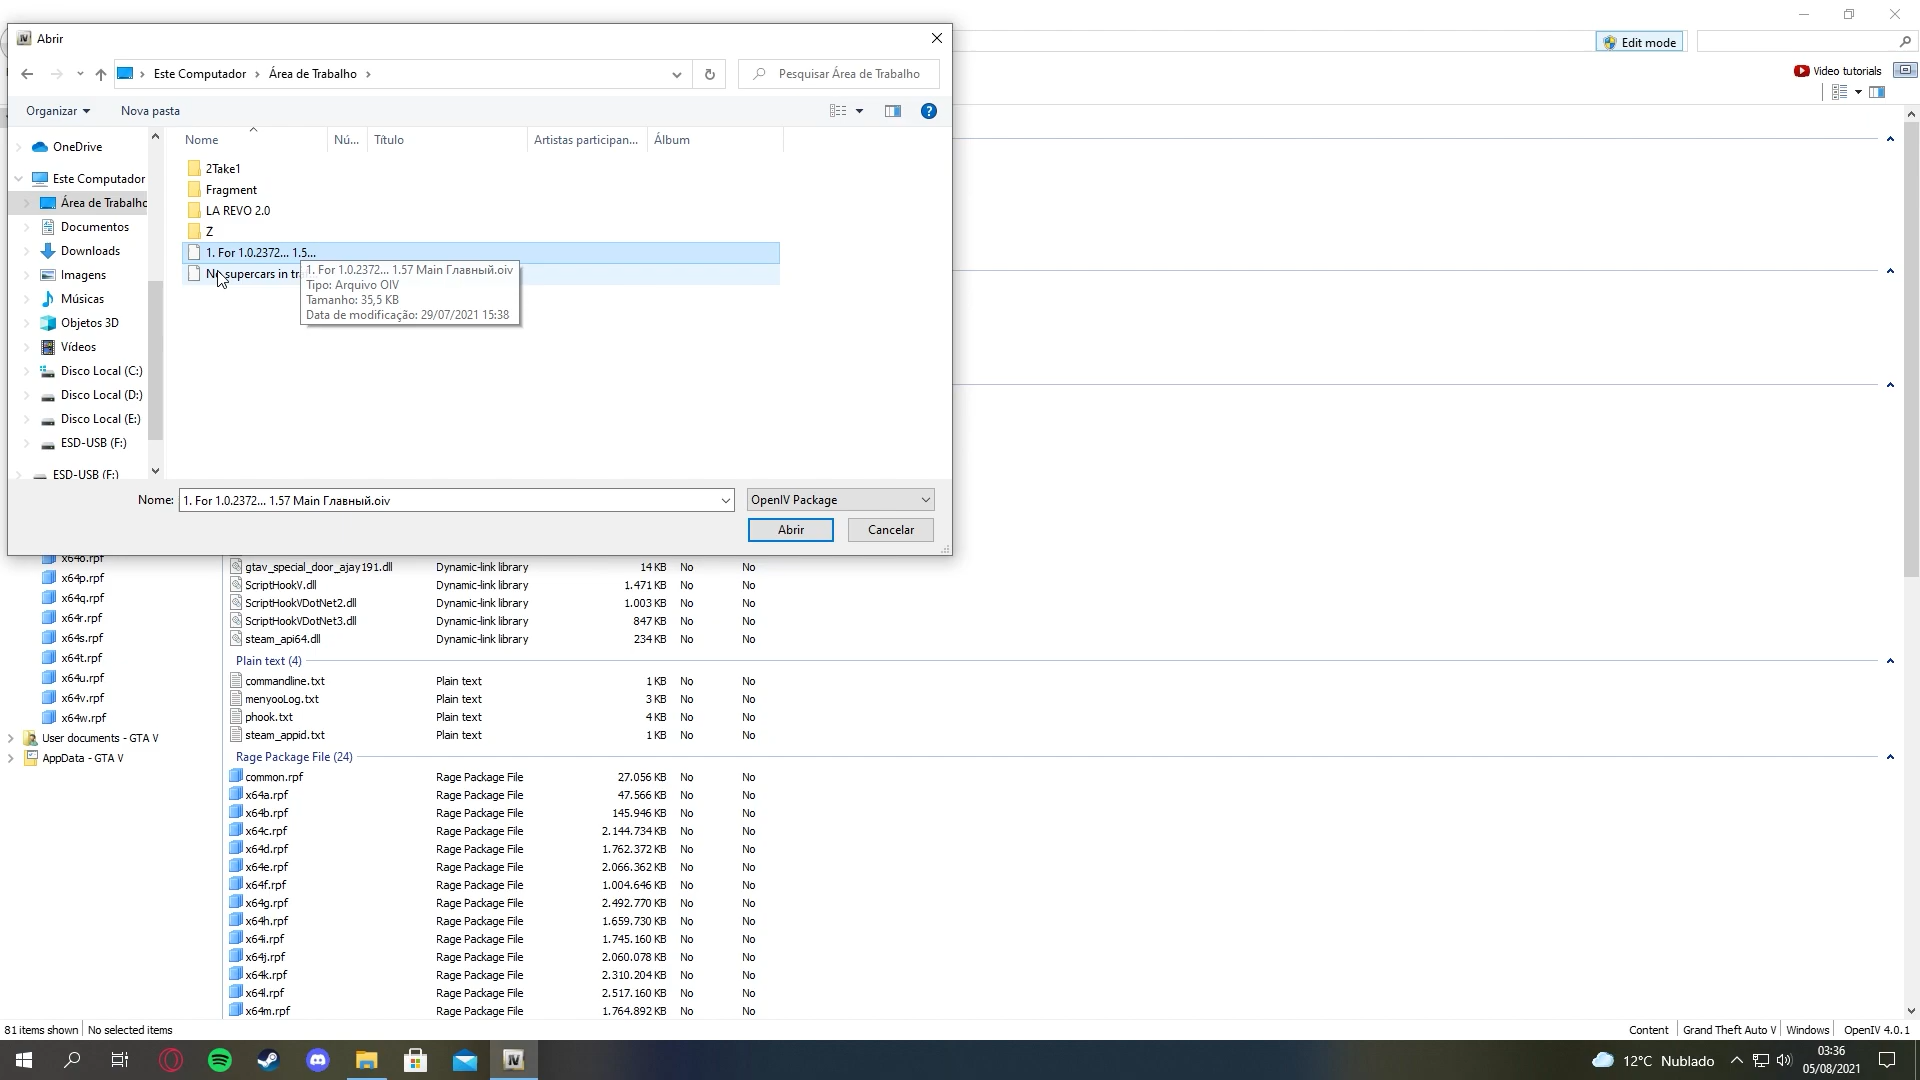 Abrir
Edit mode
Este Computador
Área de Trabalho
Pesquisar Área de Trabalho
Video tutorials
Organizar
Nova pasta
Nome
Nú...
Título
Artistas participan...
Álbum
OneDrive
Este Computador
Área de Trabalho
Documentos
Downloads
Imagens
Músicas
Objetos 3D
Vídeos
Disco Local (C:)
Disco Local (D:)
Disco Local (E:)
ESD-USB (F:)
ESD-USB (F:)
2Take1
Fragment
LA REVO 2.0
Z
1. For 1.0.2372... 1.5...
supercars in
1. For 1.0.2372... 1.57 Main Главный.oiv
Tipo: Arquivo OIV
Tamanho: 35,5 KB
Data de modificação: 29/07/2021 15:38
Nome: 1. For 1.0.2372... 1.57 Main Главный.oiv
OpenIV Package
Abrir
Cancelar
x64o.rpf
x64p.rpf
x64q.rpf
x64r.rpf
x64s.rpf
x64t.rpf
x64u.rpf
x64v.rpf
x64w.rpf
User documents - GTA V
AppData - GTA V
gtav_special_door_ajay191.dll Dynamic-link library 14 KB No No
ScriptHookV.dll Dynamic-link library 1.471 KB No No
ScriptHookVDotNet2.dll Dynamic-link library 1.003 KB No No
ScriptHookVDotNet3.dll Dynamic-link library 847 KB No No
steam_api64.dll Dynamic-link library 234 KB No No
Plain text (4)
commandline.txt Plain text 1 KB No No
menyooLog.txt Plain text 3 KB No No
phook.txt Plain text 4 KB No No
steam_appid.txt Plain text 1 KB No No
Rage Package File (24)
common.rpf Rage Package File 27.056 KB No No
x64a.rpf Rage Package File 47.566 KB No No
x64b.rpf Rage Package File 145.946 KB No No
x64c.rpf Rage Package File 2.144.734 KB No No
x64d.rpf Rage Package File 1.762.372 KB No No
x64e.rpf Rage Package File 2.066.362 KB No No
x64f.rpf Rage Package File 1.004.646 KB No No
x64g.rpf Rage Package File 2.492.770 KB No No
x64h.rpf Rage Package File 1.659.730 KB No No
x64i.rpf Rage Package File 1.745.160 KB No No
x64j.rpf Rage Package File 2.060.078 KB No No
x64k.rpf Rage Package File 2.310.204 KB No No
x64l.rpf Rage Package File 2.517.160 KB No No
x64m.rpf Rage Package File 1.764.892 KB No No
81 items shown No selected items
Content Grand Theft Auto V Windows OpenIV 4.0.1
12°C Nublado
03:36
05/08/2021